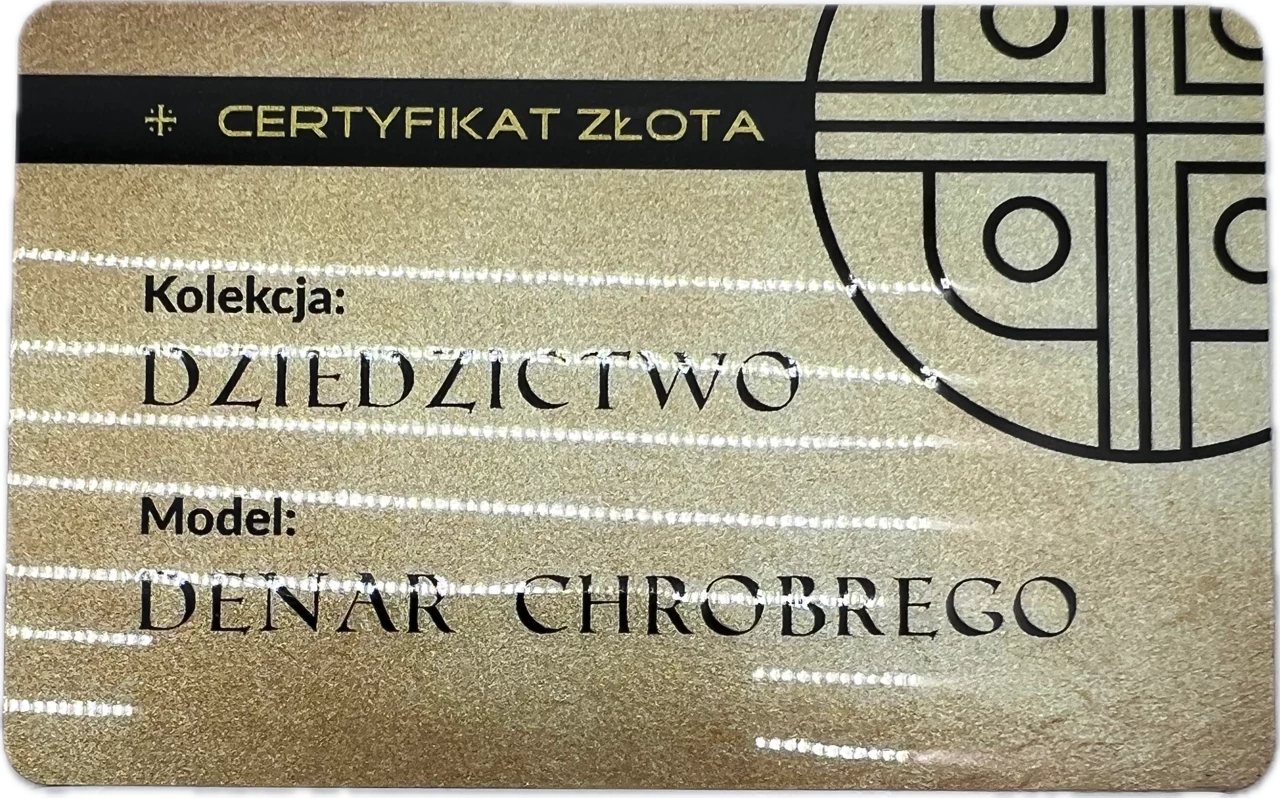 CERTYFIKAT ZŁOTA
Kolekcja:
DZIEDZICTWO
Model:
DENAR CHROBREGO